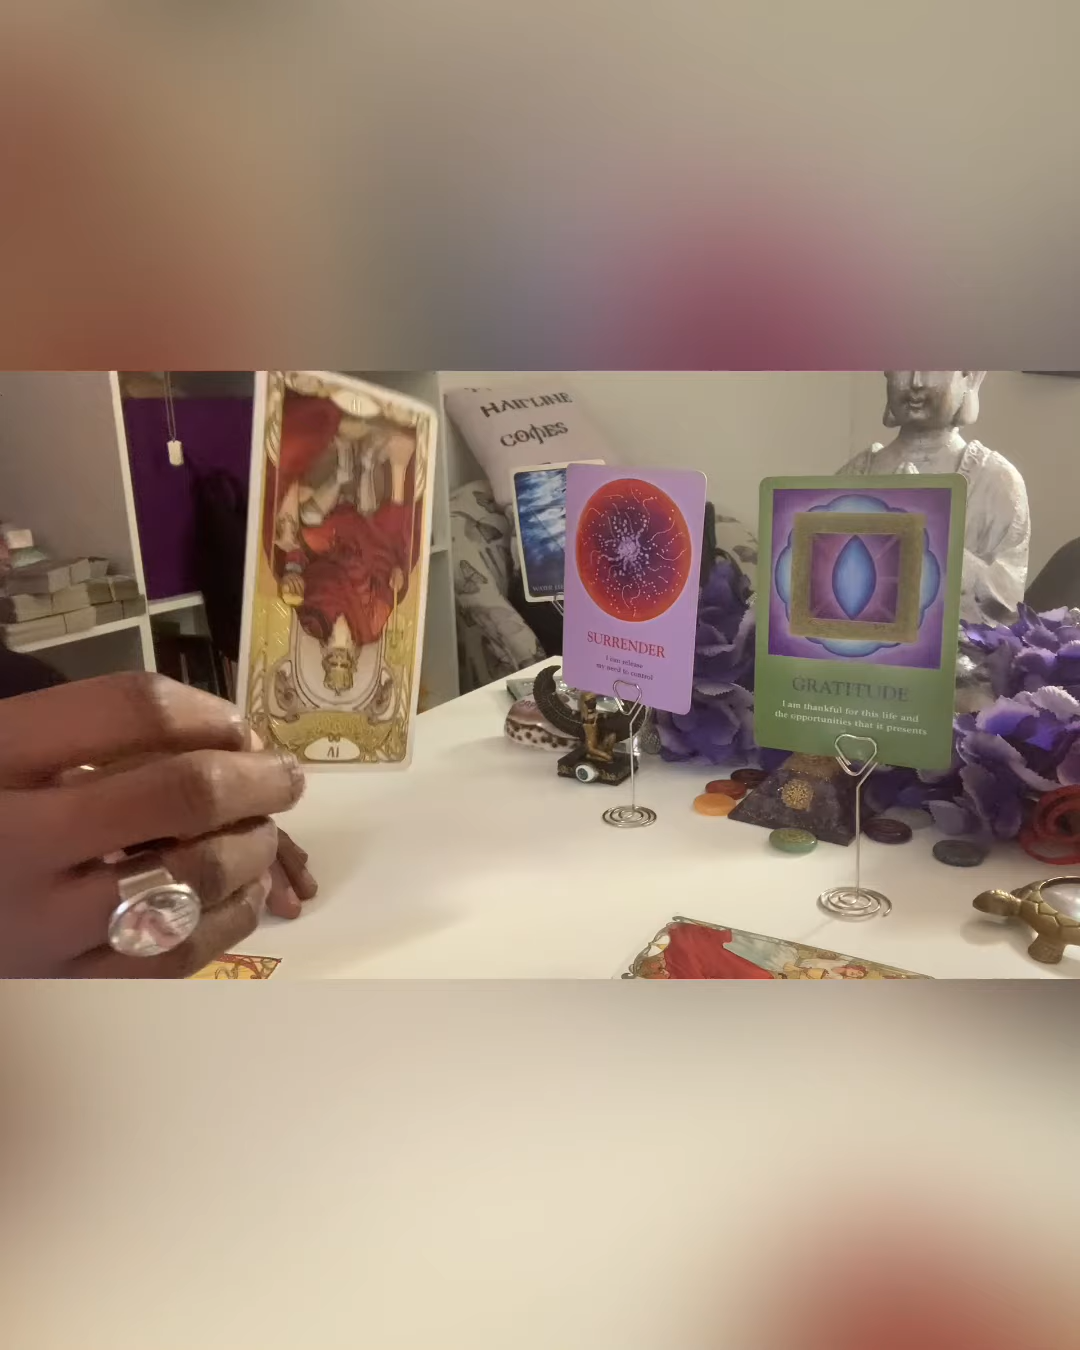 HAIRLINE
COMES
SURRENDER
I can release
my need to control
GRATITUDE
I am thankful for this life and
the opportunities that it presents
VI